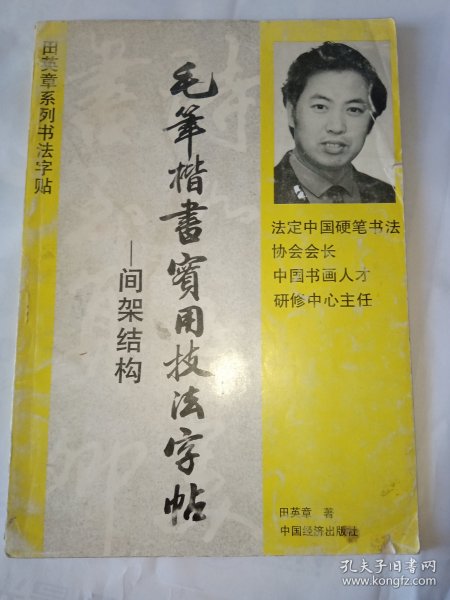 田英章系列书法字贴
毛筆楷書實用技法字帖
—间架结构
法定中国硬笔书法
协会会长
中国书画人才
研修中心主任
田英章 著
中国经济出版社
孔夫子旧书网
www.kongfz.com